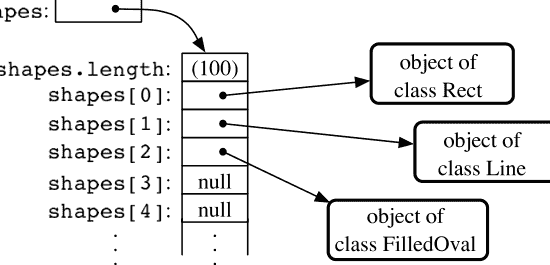 apes:
shapes.length: (100)
shapes[0]:
shapes[1]:
shapes[2]:
shapes[3]: null
shapes[4]: null
object of
class Rect
object of
class Line
object of
class FilledOval